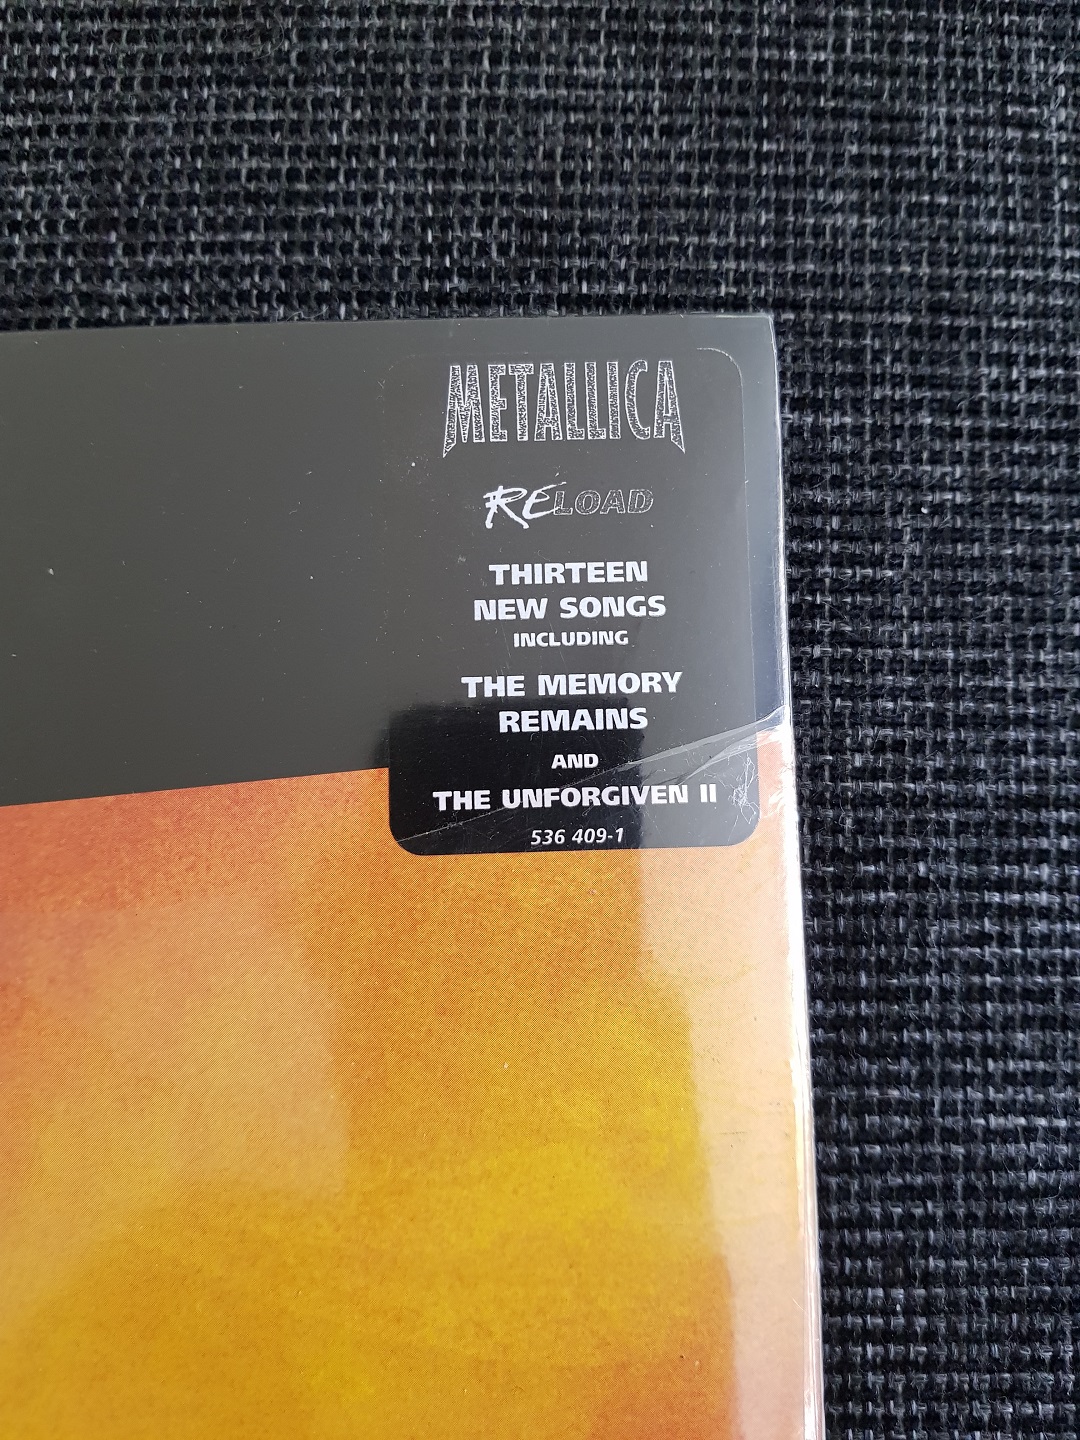 METALLICA
RELOAD
THIRTEEN
NEW SONGS
INCLUDING
THE MEMORY
REMAINS
AND
THE UNFORGIVEN II
536 409-1